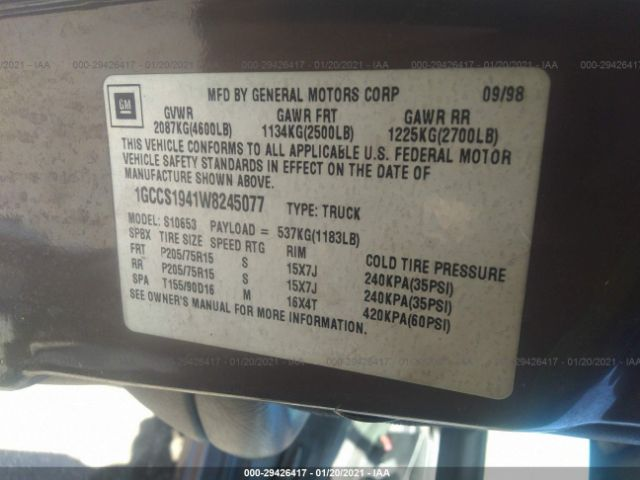 000-29426417 - 01/20/2021 - IAA
GM
MFD BY GENERAL MOTORS CORP 09/98
GVWR GAWR FRT GAWR RR
2087KG(4600LB) 1134KG(2500LB) 1225KG(2700LB)
THIS VEHICLE CONFORMS TO ALL APPLICABLE U.S. FEDERAL MOTOR
VEHICLE SAFETY STANDARDS IN EFFECT ON THE DATE OF
MANUFACTURE SHOWN ABOVE.
1GCCS1941W8245077 TYPE: TRUCK
MODEL: S10653 PAYLOAD = 537KG(1183LB)
SPBX TIRE SIZE SPEED RTG RIM COLD TIRE PRESSURE
FRT P205/75R15 S 15X7J 240KPA(35PSI)
RR P205/75R15 S 15X7J 240KPA(35PSI)
SPA T155/90D16 M 16X4T 420KPA(60PSI)
SEE OWNER'S MANUAL FOR MORE INFORMATION.
000-29426417 - 01/20/2021 - IAA